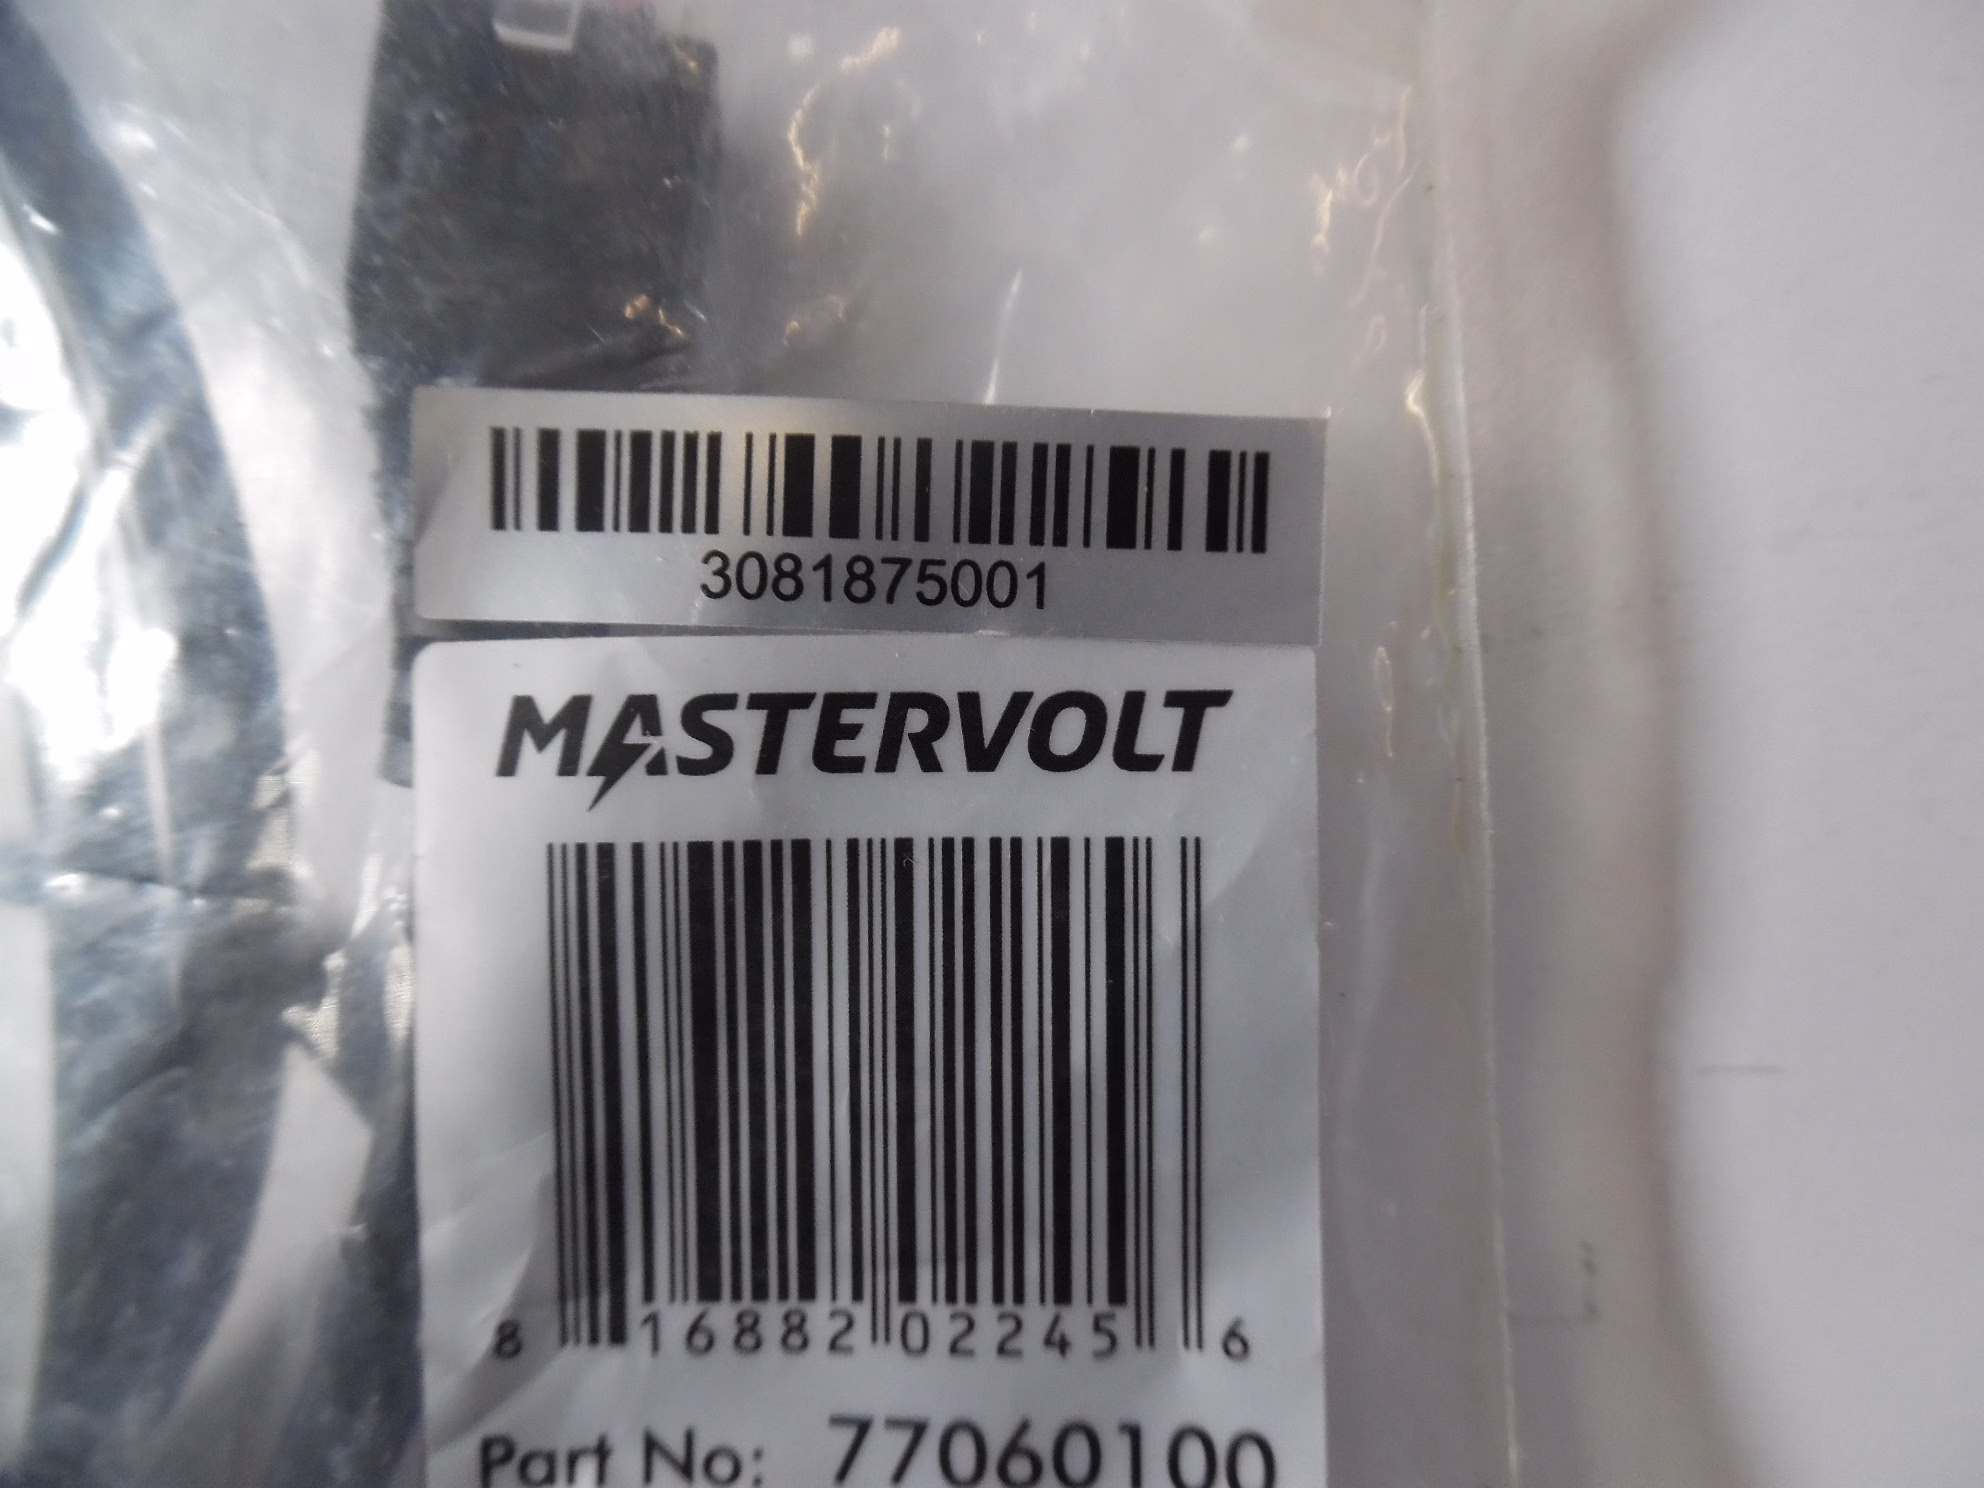 3081875001
MASTERVOLT
8 16882 02245 6
Part No: 77060100